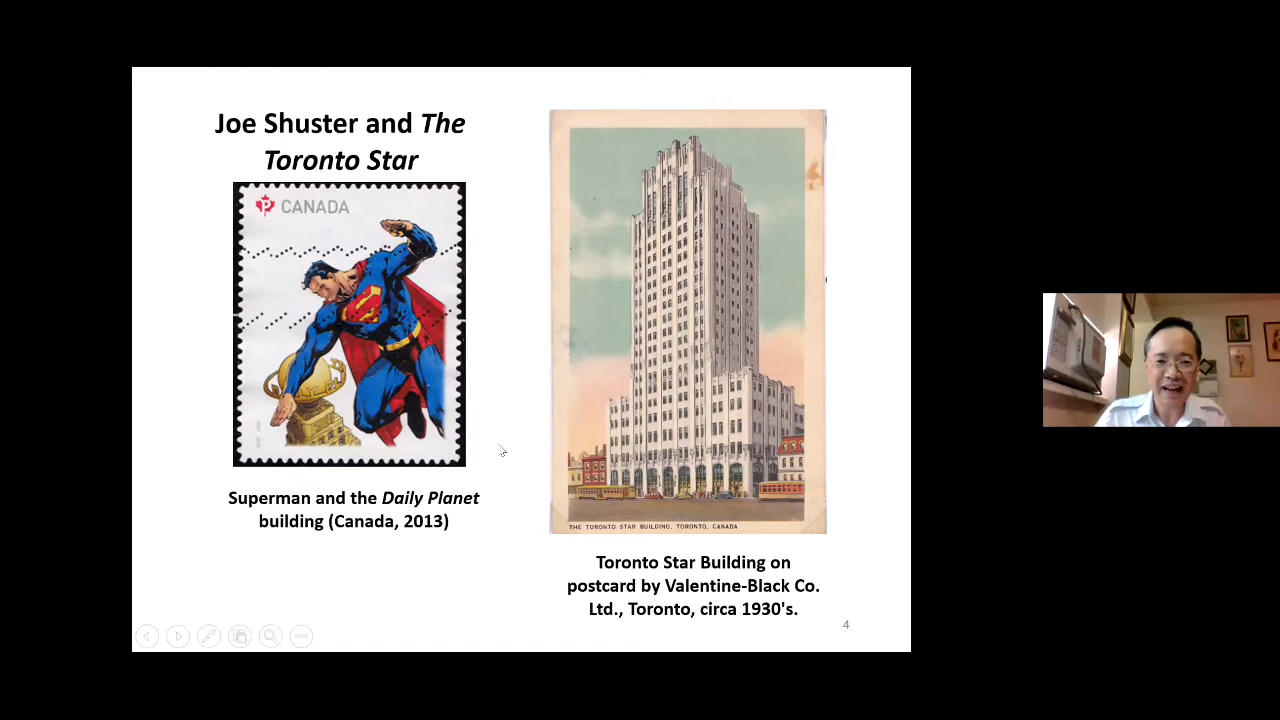 Joe Shuster and The
Toronto Star
P CANADA
Superman and the Daily Planet
building (Canada, 2013)
THE TORONTO STAR BUILDING, TORONTO, CANADA
Toronto Star Building on
postcard by Valentine-Black Co.
Ltd., Toronto, circa 1930's.
4